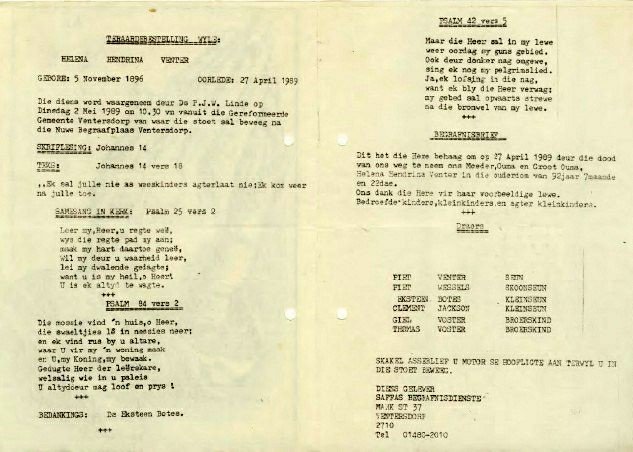 TERAARDEBESTELLING WYLE:
HELENA HENDRINA VENTER
GEBORE: 5 November 1896 OORLEDE: 27 April 1989
Die diens word waargeneem deur Ds P.J.W. Linde op
Dinsdag 2 Mei 1989 om 10.30 vm vanuit die Gereformeerde
Gemeente Ventersdorp van waar die stoet sal beweeg na
die Nuwe Begraafplaas Ventersdorp.
SKRIFLESING: Johannes 14
TEKS: Johannes 14 vers 18
,,Ek sal julle nie as weeskinders agterlaat nie;Ek kom weer
na julle toe.
SAMESANG IN KERK: Psalm 25 vers 2
Leer my,Heer,u regte weë,
wys die regte pad my aan;
maak my hart daartoe geneë,
Wil my deur u waarheid leer,
lei my dwalende gedagte;
want U is my heil,o Heer!
U is ek altyd te wagte.
+++
PSALM 84 vers 2
Die mossie vind 'n huis,o Heer,
die swaeltjies lê in nessies neer;
en ek vind rus by u altare,
waar U vir my 'n woning maak
en U,my Koning,my bewaak.
Gedugte Heer der leërskare,
welsalig wie in u paleis
U altydeur mag loof en prys !
+++
BEDANKINGS: Ds Eksteen Botes.
+++
PSALM 42 vers 5
Maar die Heer sal in my lewe
weer oordag my guns gebied.
Ook deur donker nag omgewe,
sing ek nog my pelgrimslied.
Ja,ek lofsing in die nag,
want ek bly die Heer verwag;
my gebed sal opwaarts strewe
na die bronwel van my lewe.
+++
BEGRAFNISBRIEF
Dit het die Here behaag om op 27 April 1989 deur die dood
van ons weg te neem ons Moeder,Ouma en Groot Ouma,
Helena Hendrina Venter in die ouderdom van 92jaar 7maande
en 22dae.
Ons dank die Here vir haar voorbeeldige lewe.
Bedroefde kinders,kleinkinders,en agter kleinkinders.
+++
Draers
PIET VENTER SEUN
PIET WESSELS SKOONSEUN
EKSTEEN BOTES KLEINSEUN
CLEMENT JACKSON KLEINSEUN
GIEL VOSTER BROERSKIND
THOMAS VOSTER BROERSKIND
SKAKEL ASSERLIEF U MOTOR SE HOOFLIGTE AAN TERWYL U IN
DIE STOET BEWEEG.
DIENS GELEWER
SAFFAS BEGRAFNISDIENSTE
MARK ST 37
VENTERSDORP
2710
Tel 01480-2010